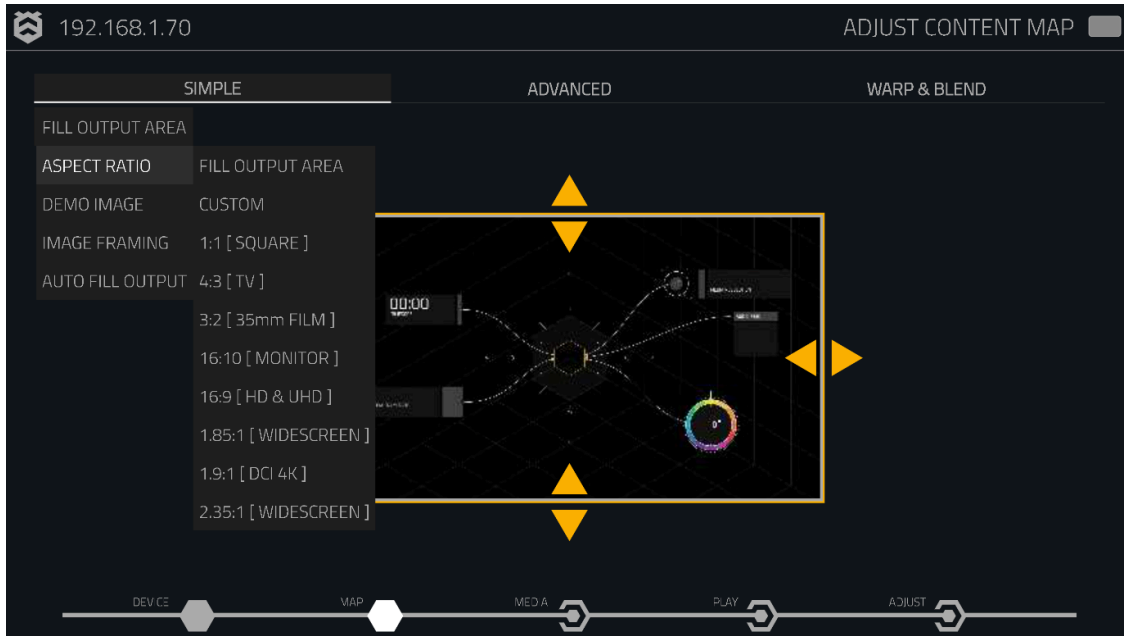 192.168.1.70
ADJUST CONTENT MAP
SIMPLE
ADVANCED
WARP & BLEND
FILL OUTPUT AREA
ASPECT RATIO
DEMO IMAGE
IMAGE FRAMING
AUTO FILL OUTPUT
FILL OUTPUT AREA
CUSTOM
1:1 [ SQUARE ]
4:3 [ TV ]
3:2 [ 35mm FILM ]
16:10 [ MONITOR ]
16:9 [ HD & UHD ]
1.85:1 [ WIDESCREEN ]
1.9:1 [ DCI 4K ]
2.35:1 [ WIDESCREEN ]
00:00
0°
DEVICE
MAP
MEDIA
PLAY
ADJUST